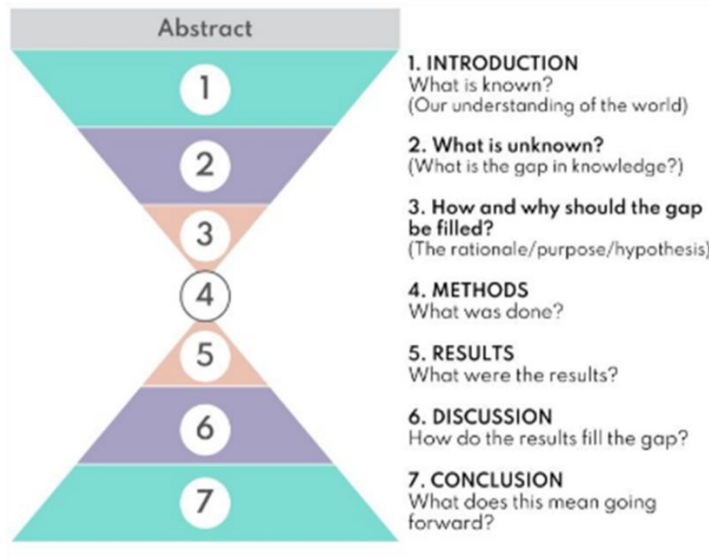 Abstract
1
1. INTRODUCTION
What is known?
(Our understanding of the world)
2
2. What is unknown?
(What is the gap in knowledge?)
3
3. How and why should the gap
be filled?
(The rationale/purpose/hypothesis)
4
4. METHODS
What was done?
5
5. RESULTS
What were the results?
6
6. DISCUSSION
How do the results fill the gap?
7
7. CONCLUSION
What does this mean going
forward?